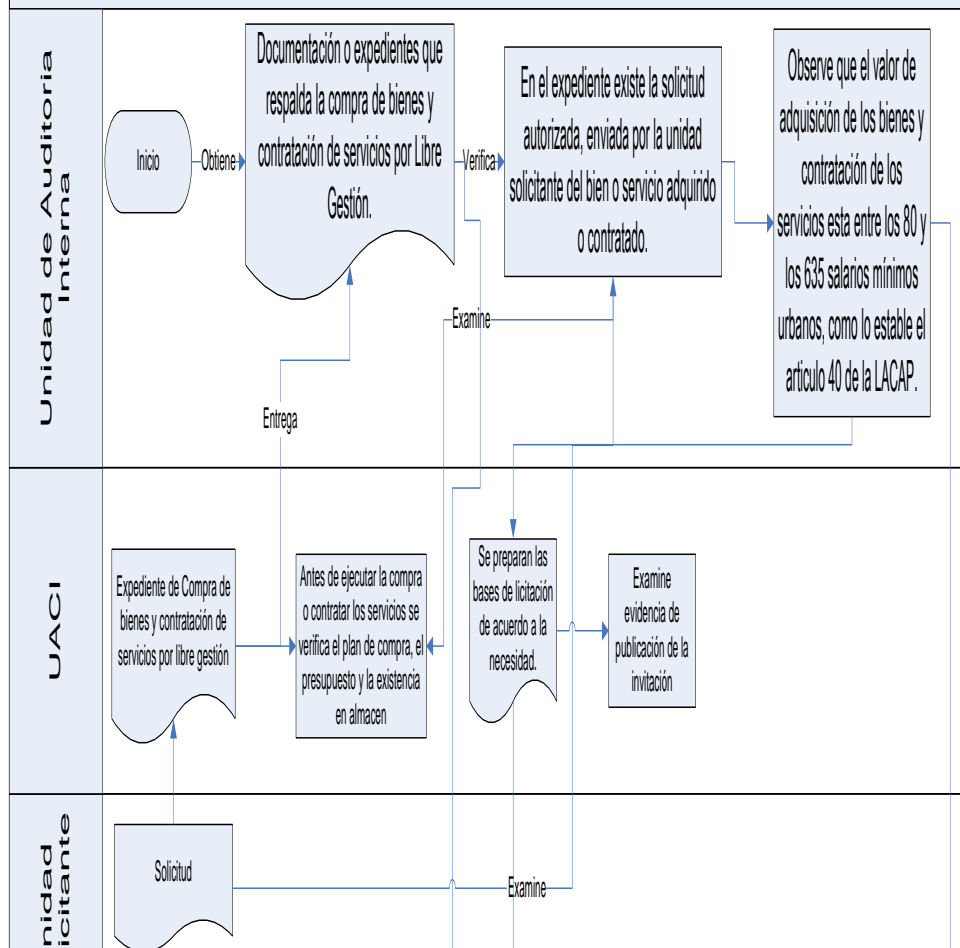 Unidad de Auditoria
Interna
Inicio
Obtiene
Documentación o expedientes que
respalda la compra de bienes y
contratación de servicios por Libre
Gestión.
Verifica
En el expediente existe la solicitud
autorizada, enviada por la unidad
solicitante del bien o servicio adquirido
o contratado.
Observe que el valor de
adquisición de los bienes y
contratación de los
servicios esta entre los 80 y
los 635 salarios mínimos
urbanos, como lo estable el
articulo 40 de la LACAP.
Examine
Entrega
UACI
Expediente de Compra de
bienes y contratación de
servicios por libre gestión
Antes de ejecutar la compra
o contratar los servicios se
verifica el plan de compra, el
presupuesto y la existencia
en almacen
Se preparan las
bases de licitación
de acuerdo a la
necesidad.
Examine
evidencia de
publicación de la
invitación
nidad
icitante
Solicitud
Examine